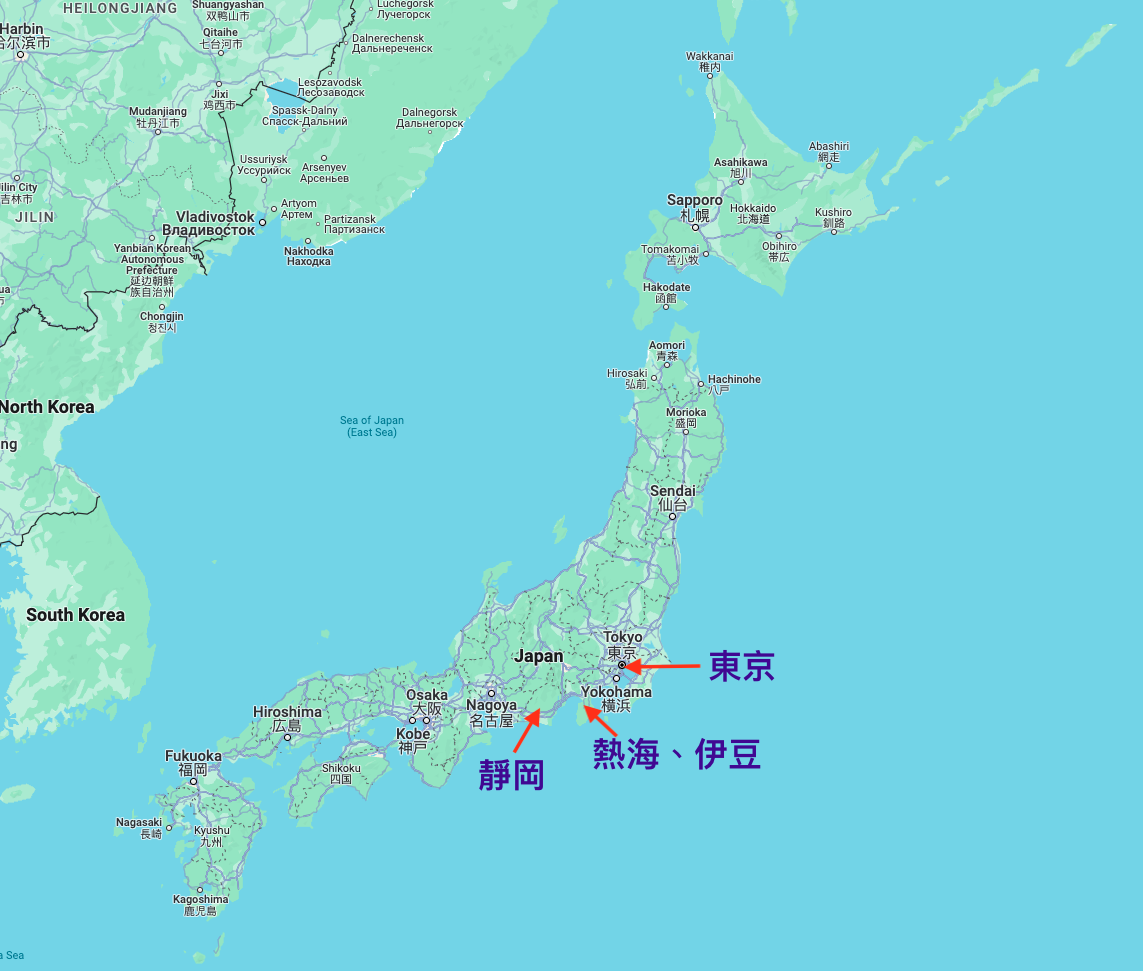 HEILONGJIANG
Shuangyashan
双鸭山市
Luchegorsk
Лучегорск
Harbin
哈尔滨市
Qitaihe
七台河市
Dalnerechensk
Дальнереченск
Wakkanai
稚内
Lesozavodsk
Лесозаводск
Jixi
鸡西市
Mudanjiang
牡丹江市
Spassk-Dalny
Спасск-Дальний
Dalnegorsk
Дальнегорск
Abashiri
網走
Asahikawa
旭川
Ussuriysk
Уссурийск
Arsenyev
Арсеньев
ilin City
吉林市
JILIN
Artyom
Артем
Vladivostok
Владивосток
Partizansk
Партизанск
Sapporo
札幌
Hokkaido
北海道
Kushiro
釧路
Yanbian Korean
Autonomous
Prefecture
延边朝鲜
族自治州
Nakhodka
Находка
Tomakomai
苫小牧
Obihiro
帯広
Hakodate
函館
Chongjin
청진시
Aomori
青森
Hirosaki
弘前
Hachinohe
八戸
North Korea
Morioka
盛岡
Sea of Japan
(East Sea)
ng
Sendai
仙台
South Korea
Tokyo
東京
Japan
東京
Yokohama
横浜
Osaka
大阪
Nagoya
名古屋
Hiroshima
広島
Kobe
神戸
熱海、伊豆
靜岡
Fukuoka
福岡
Shikoku
四国
Nagasaki
長崎
Kyushu
九州
Kagoshima
鹿児島
a Sea